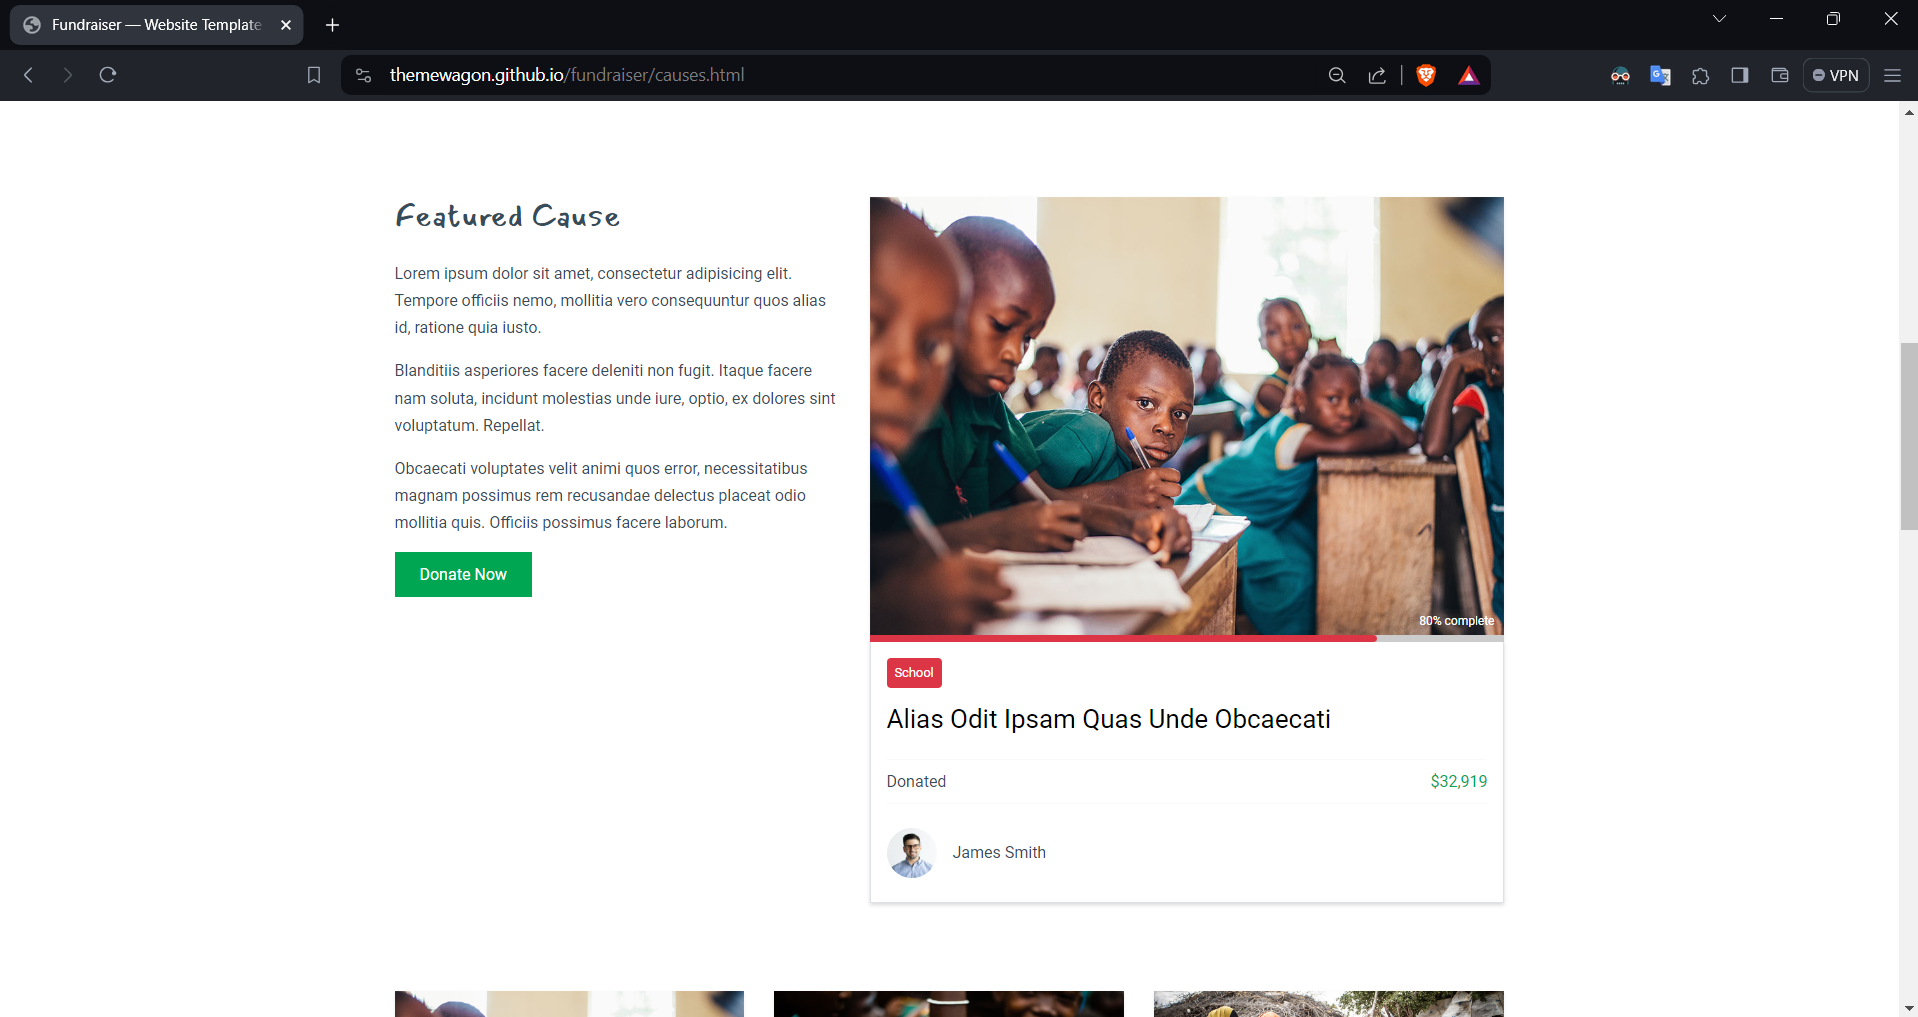 Fundraiser — Website Template
themewagon.github.io/fundraiser/causes.html
VPN
Featured Cause
Lorem ipsum dolor sit amet, consectetur adipisicing elit.
Tempore officiis nemo, mollitia vero consequuntur quos alias
id, ratione quia iusto.
Blanditiis asperiores facere deleniti non fugit. Itaque facere
nam soluta, incidunt molestias unde iure, optio, ex dolores sint
voluptatum. Repellat.
Obcaecati voluptates velit animi quos error, necessitatibus
magnam possimus rem recusandae delectus placeat odio
mollitia quis. Officiis possimus facere laborum.
Donate Now
80% complete
School
Alias Odit Ipsam Quas Unde Obcaecati
Donated $32,919
James Smith